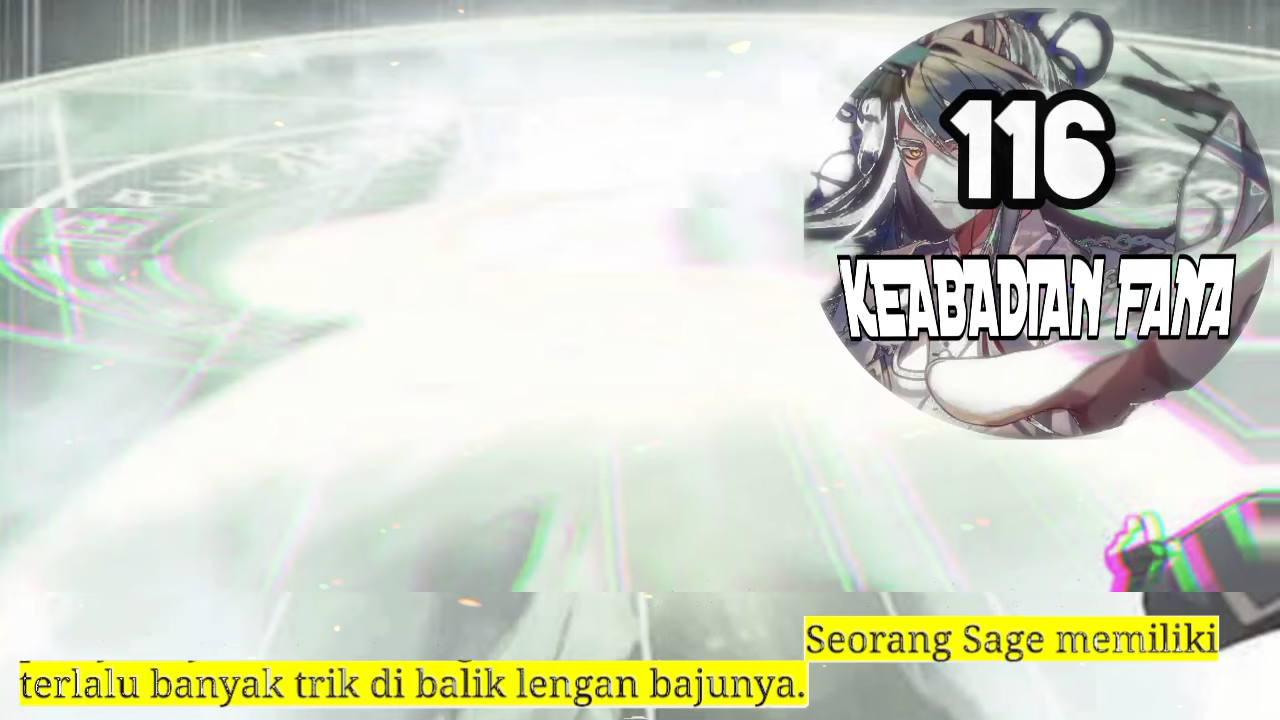 116
KEABADIAN FANA
Seorang Sage memiliki
terlalu banyak trik di balik lengan bajunya.